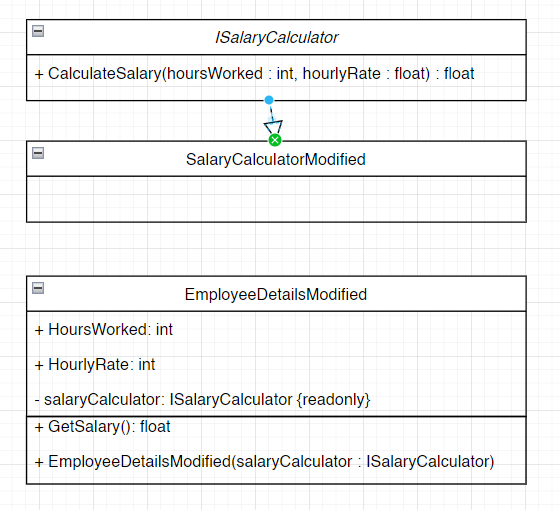 ISalaryCalculator
+ CalculateSalary(hoursWorked : int, hourlyRate : float) : float
SalaryCalculatorModified
EmployeeDetailsModified
+ HoursWorked: int
+ HourlyRate: int
- salaryCalculator: ISalaryCalculator {readonly}
+ GetSalary(): float
+ EmployeeDetailsModified(salaryCalculator : ISalaryCalculator)